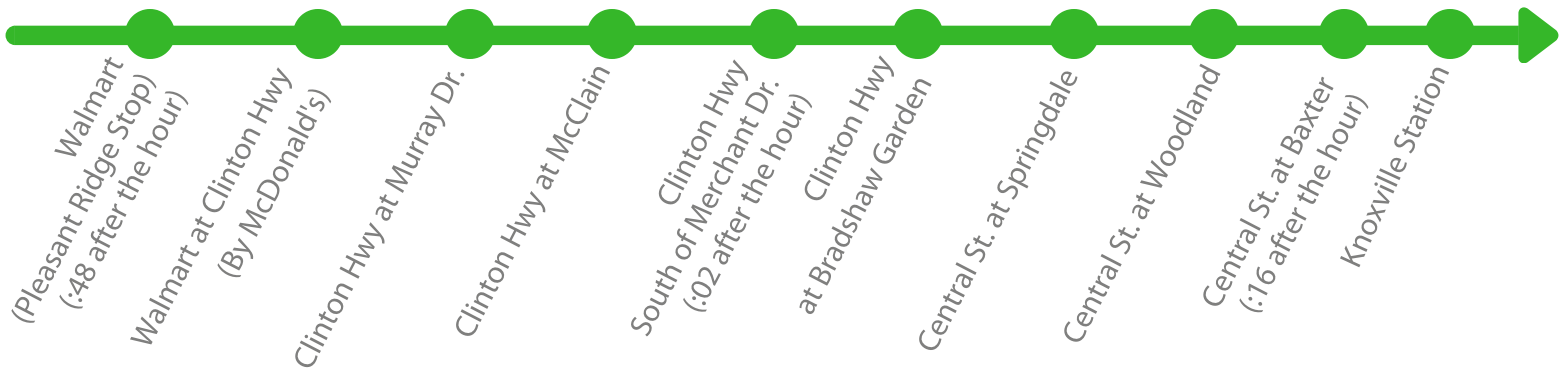 Walmart
(Pleasant Ridge Stop)
(:48 after the hour)
Walmart at Clinton Hwy
(By McDonald's)
Clinton Hwy at Murray Dr.
Clinton Hwy at McClain
Clinton Hwy
South of Merchant Dr.
(:02 after the hour)
Clinton Hwy
at Bradshaw Garden
Central St. at Springdale
Central St. at Woodland
Central St. at Baxter
(:16 after the hour)
Knoxville Station